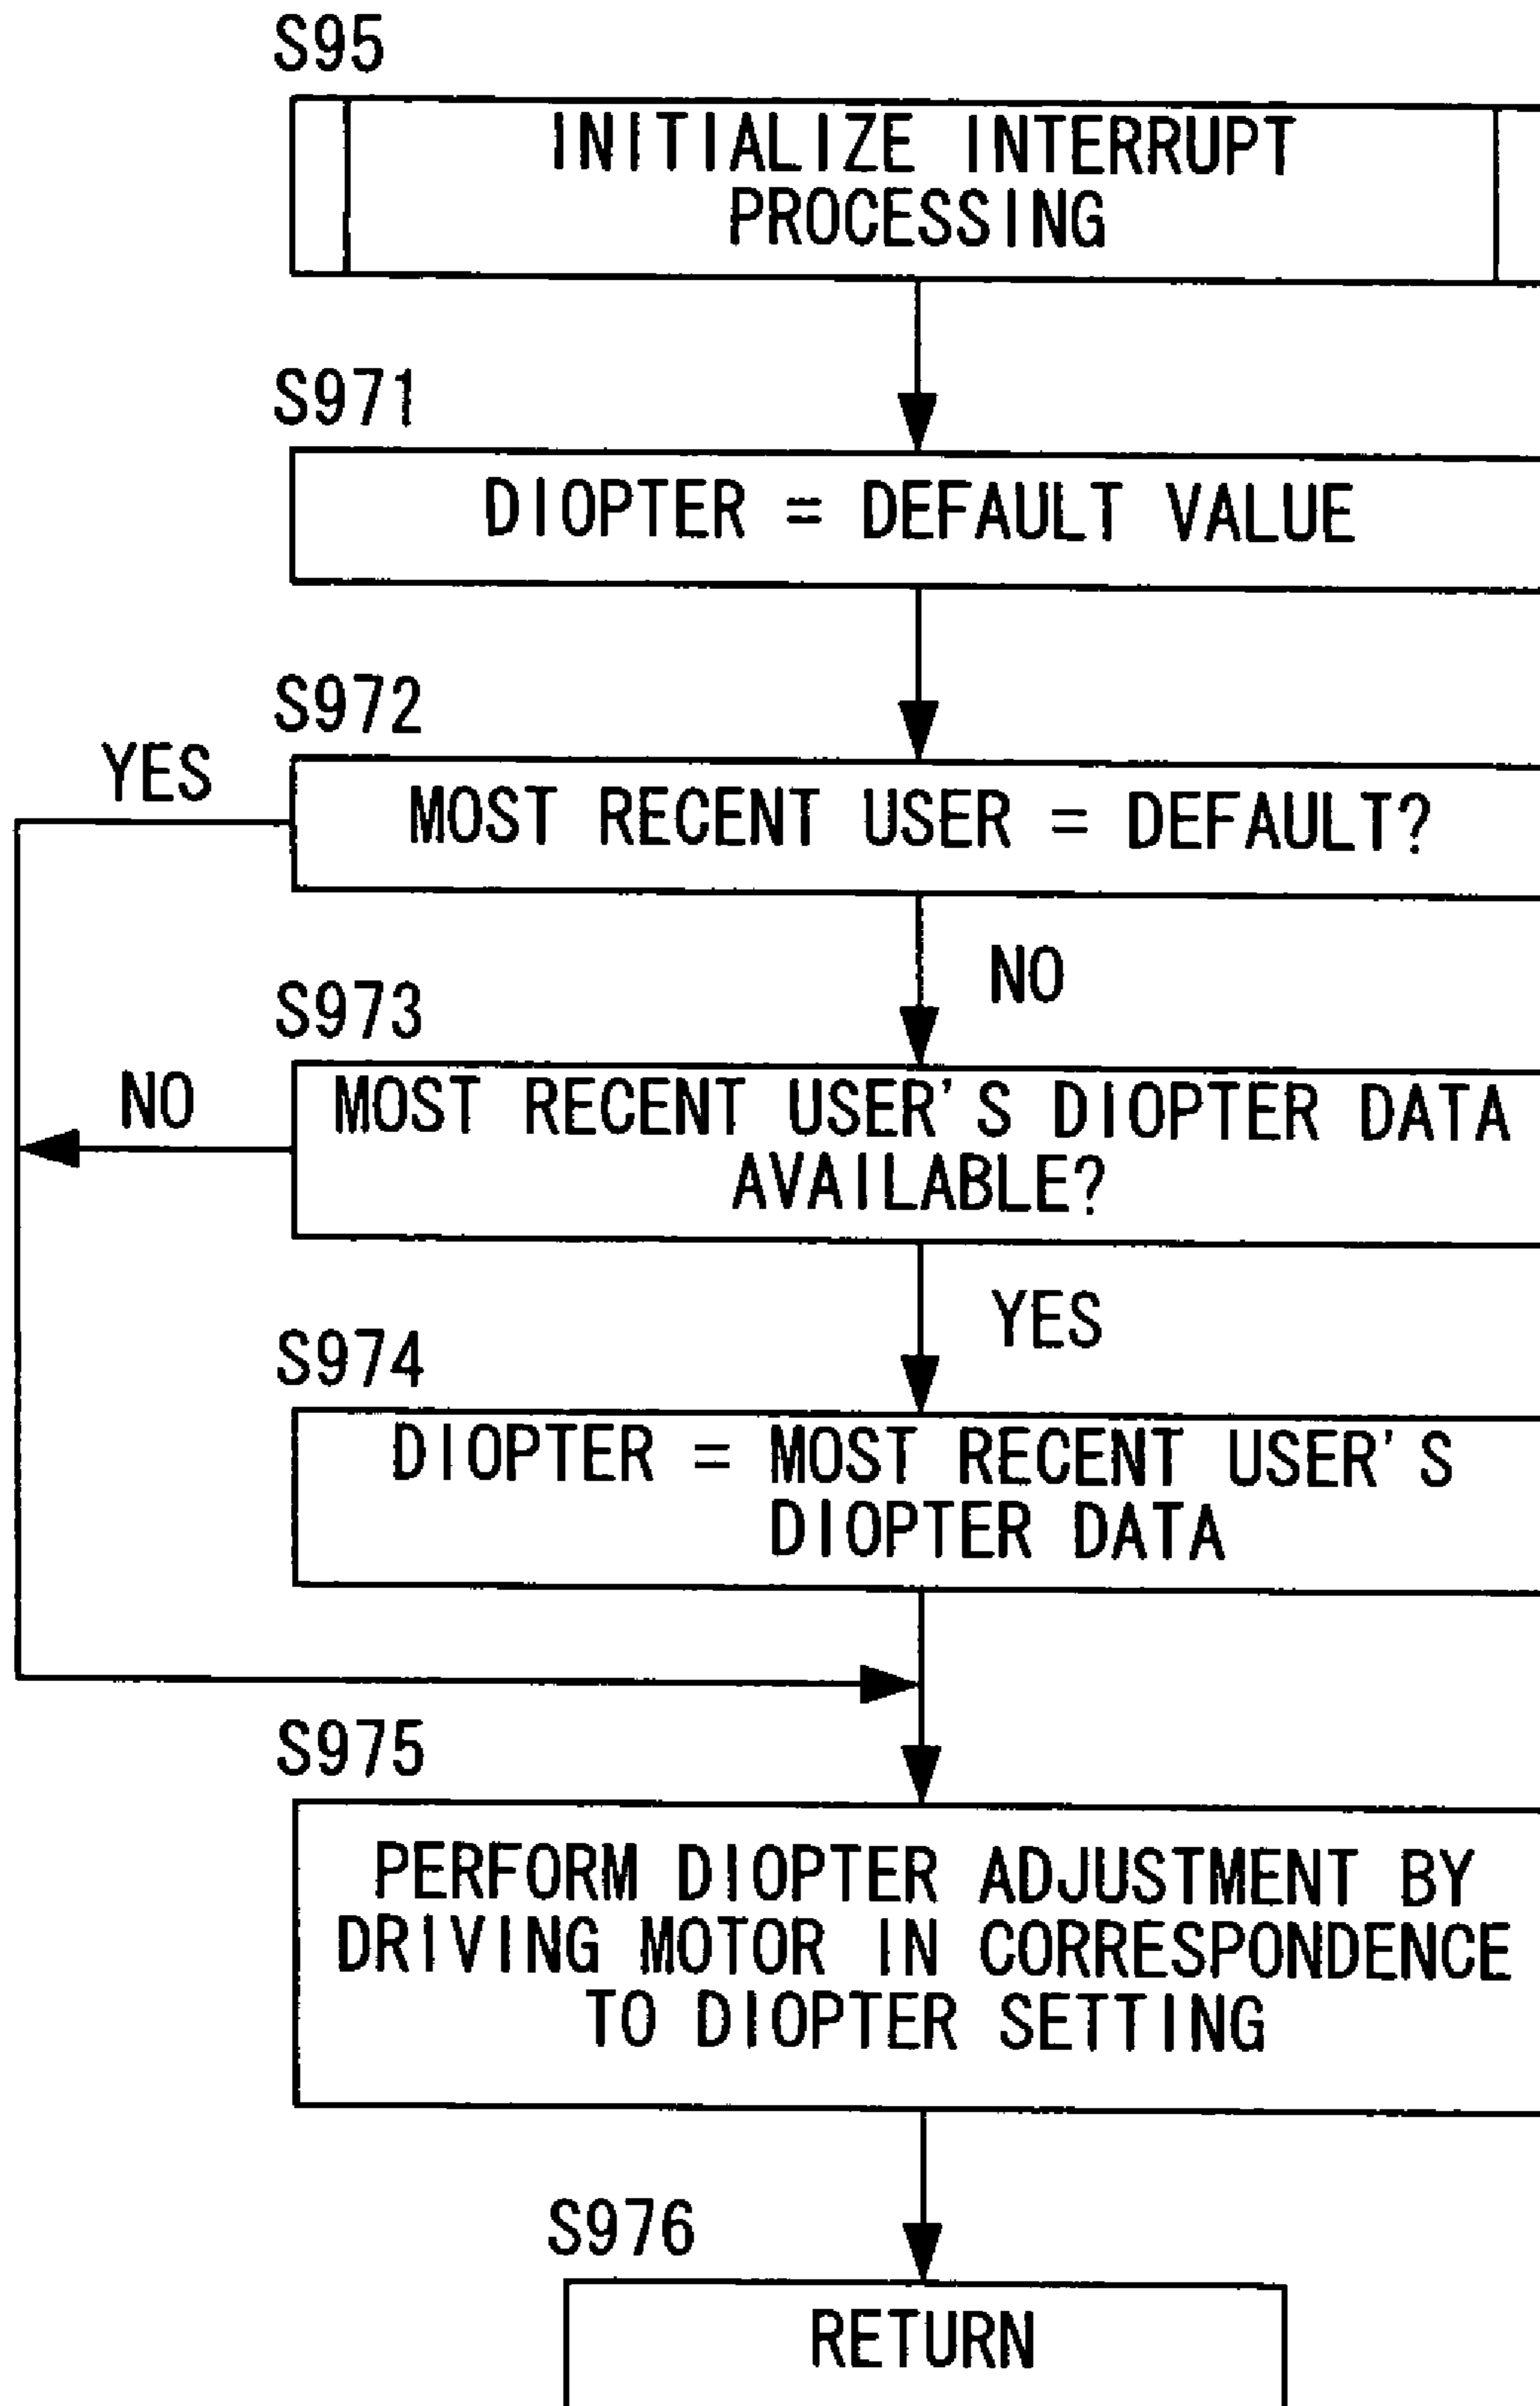 S95
INITIALIZE INTERRUPT
PROCESSING
S971
DIOPTER = DEFAULT VALUE
S972
YES
MOST RECENT USER = DEFAULT?
NO
S973
NO
MOST RECENT USER'S DIOPTER DATA
AVAILABLE?
YES
S974
DIOPTER = MOST RECENT USER'S
DIOPTER DATA
S975
PERFORM DIOPTER ADJUSTMENT BY
DRIVING MOTOR IN CORRESPONDENCE
TO DIOPTER SETTING
S976
RETURN